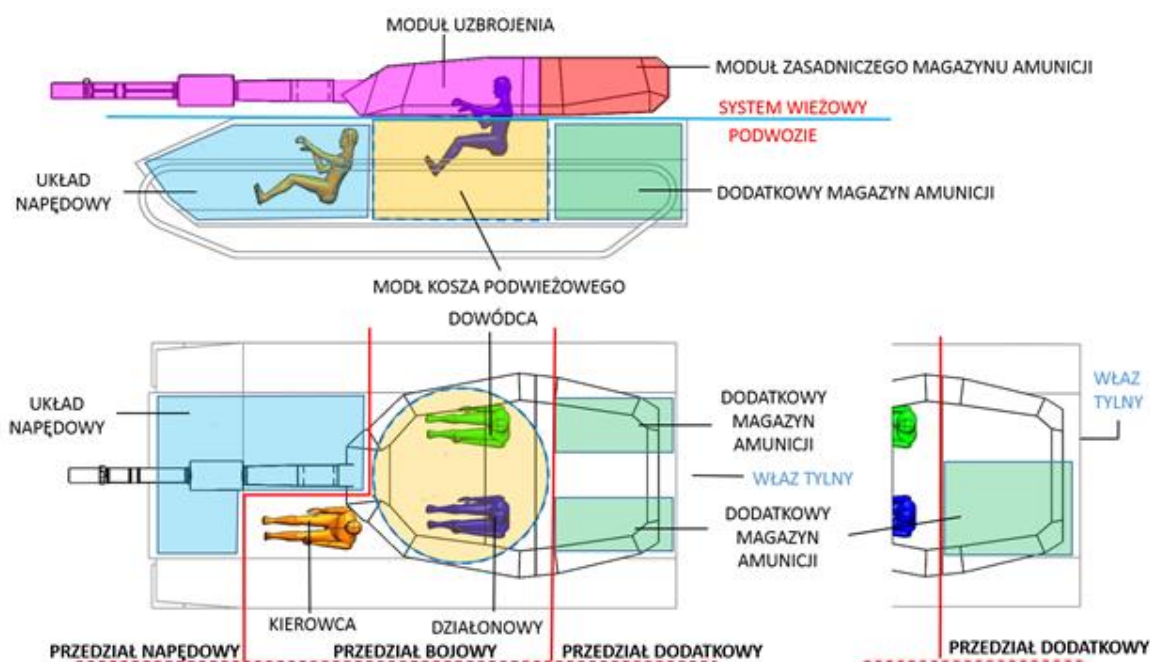 MODUŁ UZBROJENIA
MODUŁ ZASADNICZEGO MAGAZYNU AMUNICJI
SYSTEM WIEŻOWY
PODWOZIE
UKŁAD
NAPĘDOWY
DODATKOWY MAGAZYN AMUNICJI
MODŁ KOSZA PODWIEŻOWEGO
DOWÓDCA
UKŁAD
NAPĘDOWY
DODATKOWY
MAGAZYN
AMUNICJI
WŁAZ TYLNY
DODATKOWY
MAGAZYN
AMUNICJI
WŁAZ
TYLNY
KIEROWCA
DZIAŁONOWY
PRZEDZIAŁ NAPĘDOWY
PRZEDZIAŁ BOJOWY
PRZEDZIAŁ DODATKOWY
PRZEDZIAŁ DODATKOWY